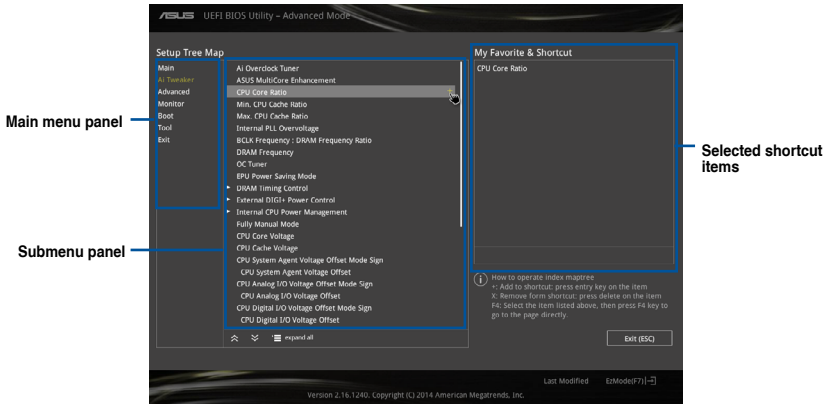 ASUS UEFI BIOS Utility – Advanced Mode
Setup Tree Map
Main
Ai Tweaker
Advanced
Monitor
Boot
Tool
Exit
Ai Overclock Tuner
ASUS MultiCore Enhancement
CPU Core Ratio
Min. CPU Cache Ratio
Max. CPU Cache Ratio
Internal PLL Overvoltage
BCLK Frequency : DRAM Frequency Ratio
DRAM Frequency
OC Tuner
EPU Power Saving Mode
DRAM Timing Control
External DIGI+ Power Control
Internal CPU Power Management
Fully Manual Mode
CPU Core Voltage
CPU Cache Voltage
CPU System Agent Voltage Offset Mode Sign
CPU System Agent Voltage Offset
CPU Analog I/O Voltage Offset Mode Sign
CPU Analog I/O Voltage Offset
CPU Digital I/O Voltage Offset Mode Sign
CPU Digital I/O Voltage Offset
expand all
My Favorite & Shortcut
CPU Core Ratio
How to operate index maptree
+: Add to shortcut: press entry key on the item
X: Remove form shortcut: press delete on the item
F4: Select the item listed above, then press F4 key to
go to the page directly.
Exit (ESC)
Last Modified EzMode(F7)
Version 2.16.1240. Copyright (C) 2014 American Megatrends, Inc.
Main menu panel
Submenu panel
Selected shortcut
items